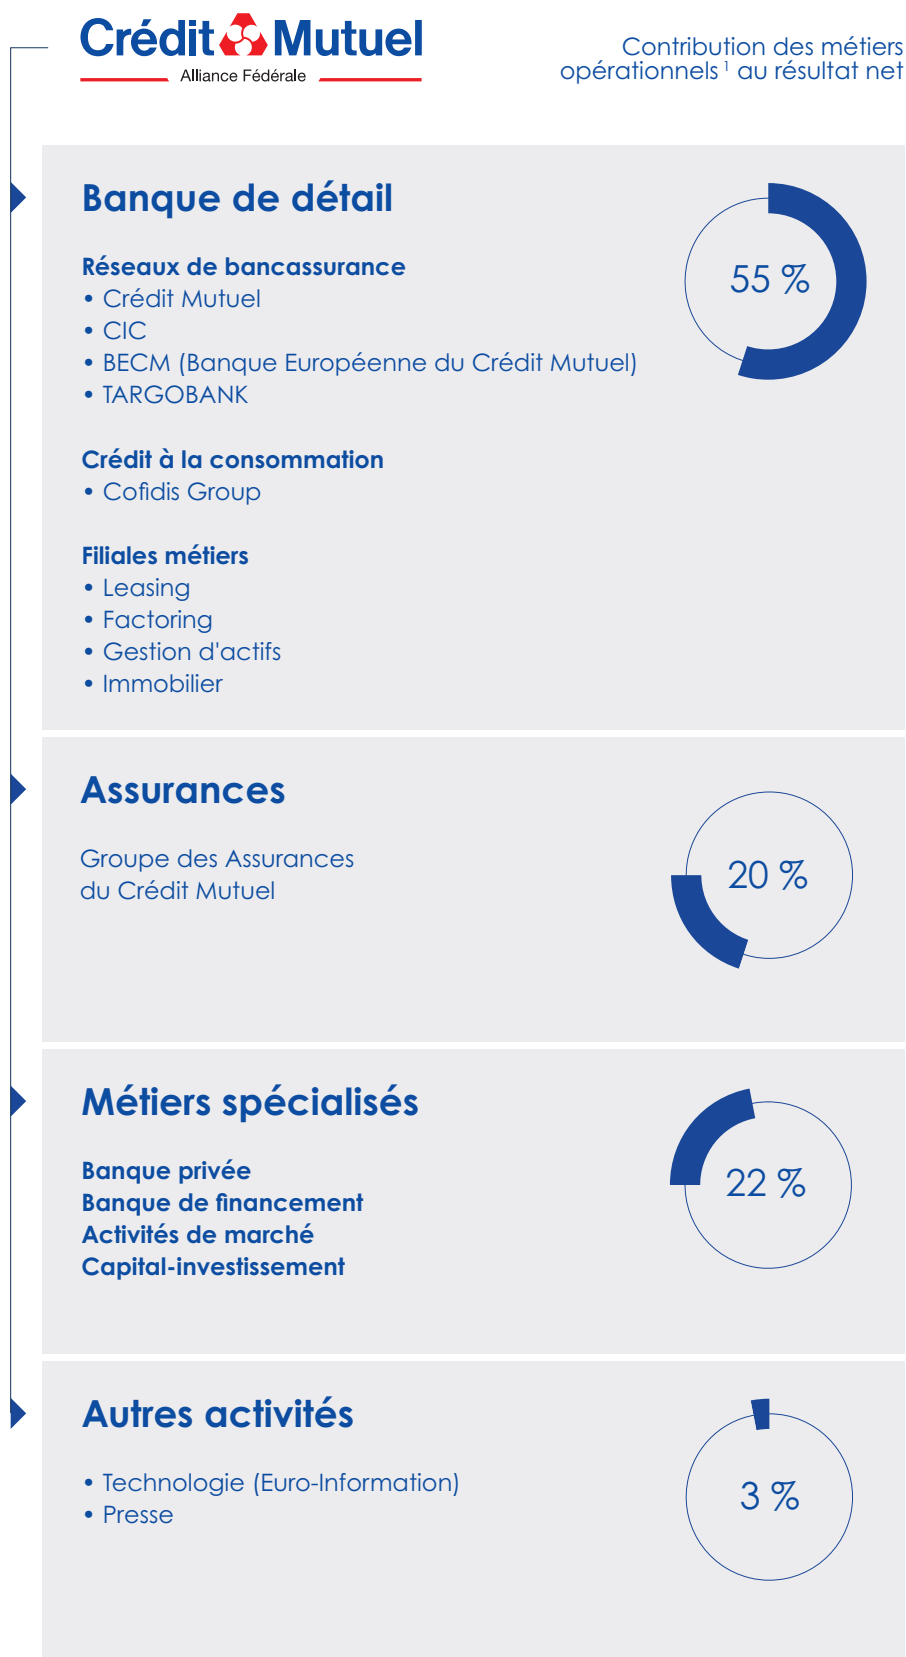 Crédit Mutuel
Alliance Fédérale
Contribution des métiers
opérationnels ¹ au résultat net
Banque de détail
Réseaux de bancassurance
• Crédit Mutuel
• CIC
• BECM (Banque Européenne du Crédit Mutuel)
• TARGOBANK
Crédit à la consommation
• Cofidis Group
Filiales métiers
• Leasing
• Factoring
• Gestion d'actifs
• Immobilier
55 %
Assurances
Groupe des Assurances
du Crédit Mutuel
20 %
Métiers spécialisés
Banque privée
Banque de financement
Activités de marché
Capital-investissement
22 %
Autres activités
• Technologie (Euro-Information)
• Presse
3 %